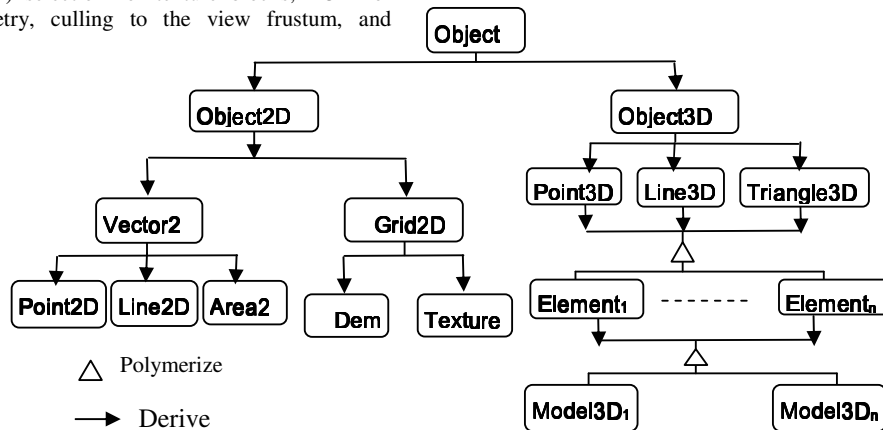 etry, culling to the view frustum, and
Object
Object2D Object3D
Point3D Line3D Triangle3D
Vector2 Grid2D
Point2D Line2D Area2 Dem Texture
Element₁ Elementₙ
Polymerize
Derive
Model3D₁ Model3Dₙ